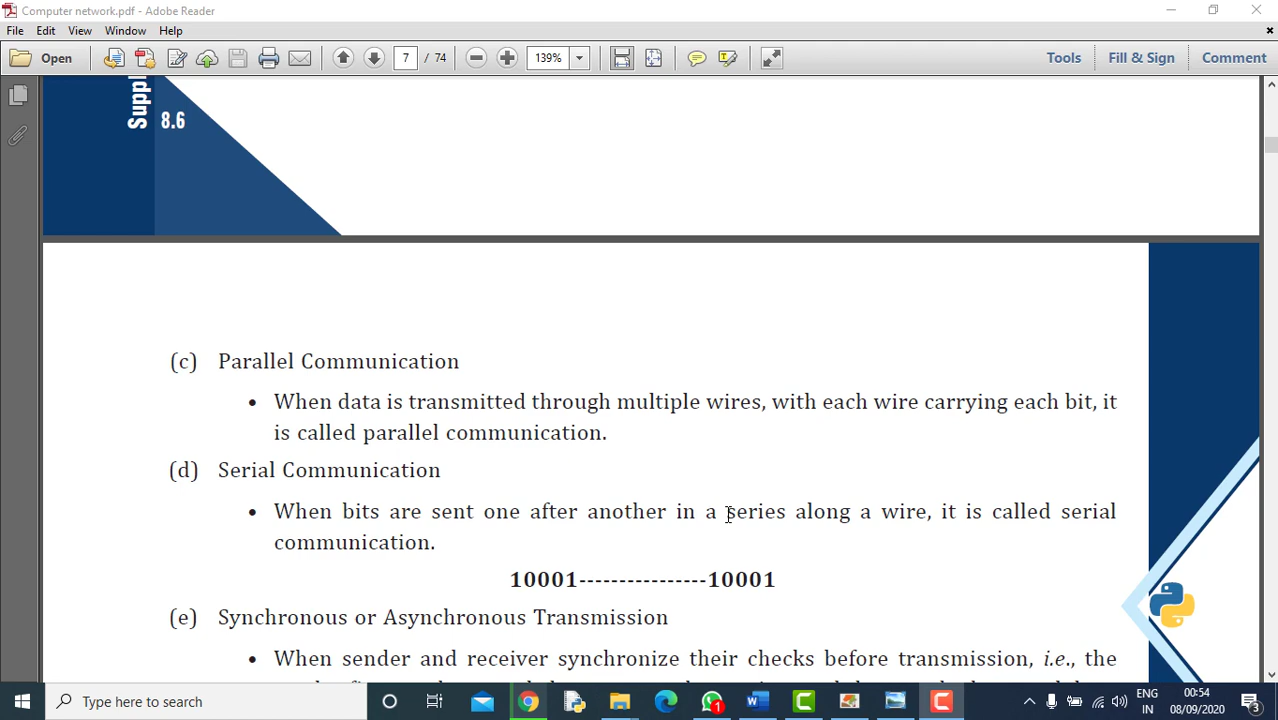 Computer network.pdf - Adobe Reader
File Edit View Window Help
Open 7 / 74 139% Tools Fill & Sign Comment
8.6
(c) Parallel Communication
• When data is transmitted through multiple wires, with each wire carrying each bit, it
is called parallel communication.
(d) Serial Communication
• When bits are sent one after another in a series along a wire, it is called serial
communication.
10001----------------10001
(e) Synchronous or Asynchronous Transmission
• When sender and receiver synchronize their checks before transmission, i.e., the
Type here to search
1
ENG
IN
00:54
08/09/2020
3